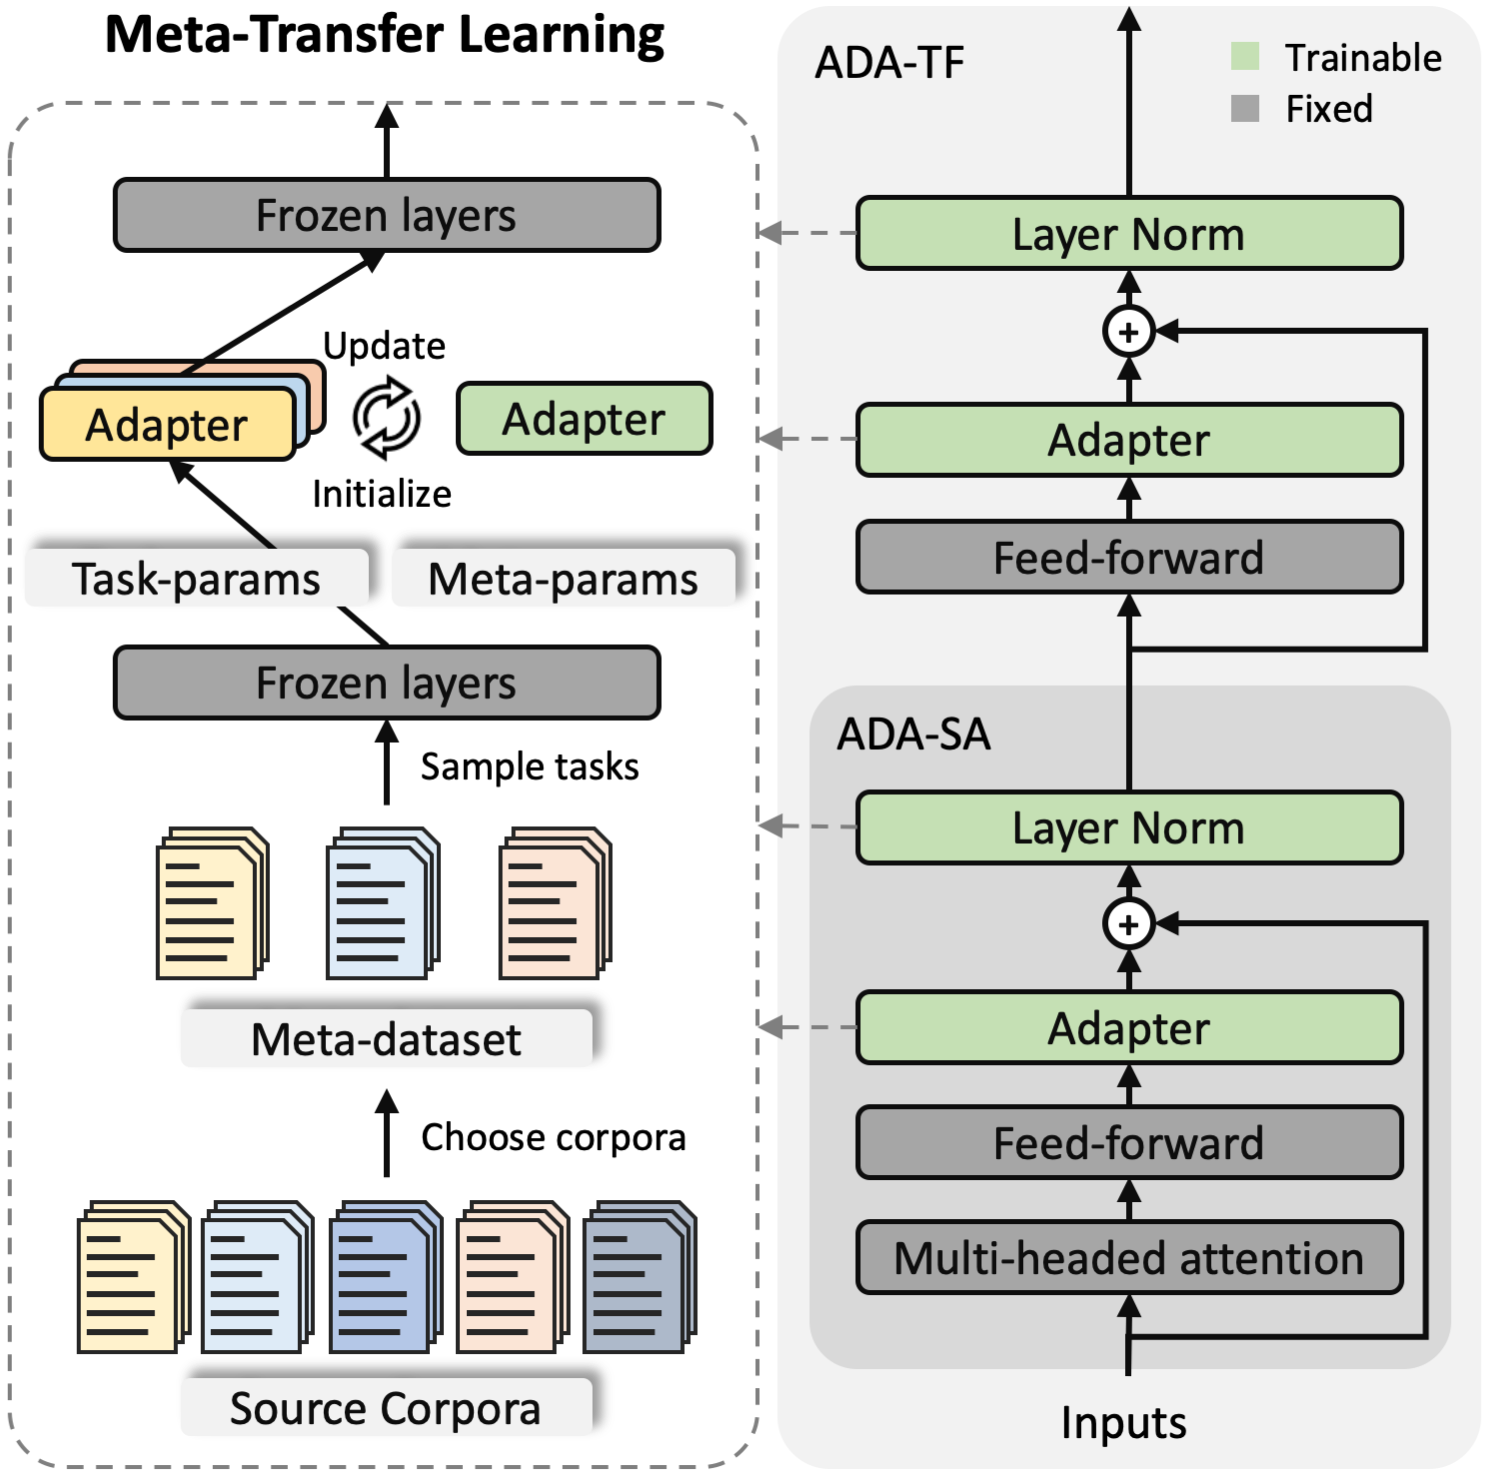 Meta-Transfer Learning
Frozen layers
Update
Adapter
Adapter
Initialize
Task-params
Meta-params
Frozen layers
Sample tasks
Meta-dataset
Choose corpora
Source Corpora
ADA-TF
Trainable
Fixed
Layer Norm
+
Adapter
Feed-forward
ADA-SA
Layer Norm
+
Adapter
Feed-forward
Multi-headed attention
Inputs